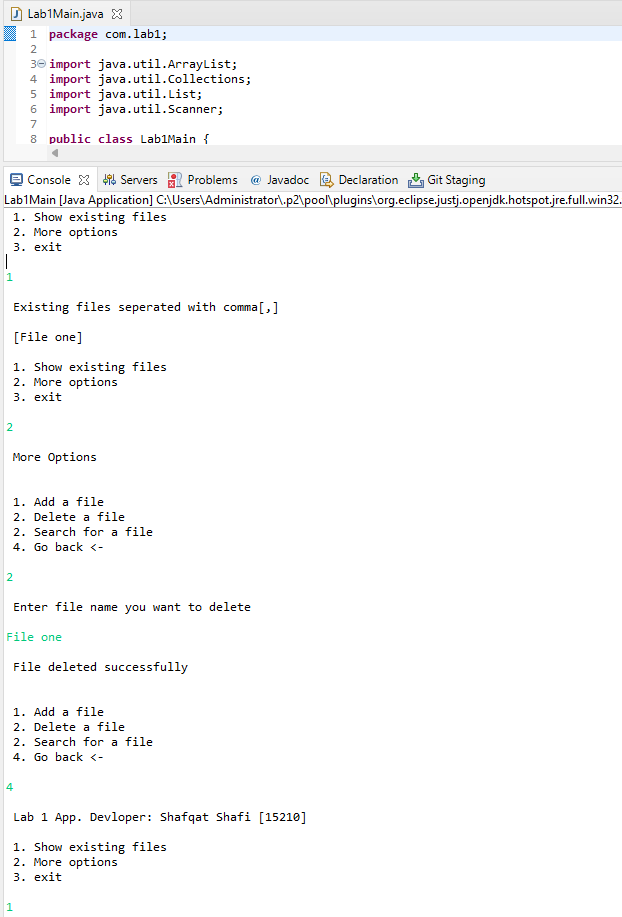 Lab1Main.java
1 package com.lab1;
2
3 import java.util.ArrayList;
4 import java.util.Collections;
5 import java.util.List;
6 import java.util.Scanner;
7
8 public class Lab1Main {
Console Servers Problems @ Javadoc Declaration Git Staging
Lab1Main [Java Application] C:\Users\Administrator\.p2\pool\plugins\org.eclipse.justj.openjdk.hotspot.jre.full.win32.
1. Show existing files
2. More options
3. exit
1
Existing files seperated with comma[,]
[File one]
1. Show existing files
2. More options
3. exit
2
More Options
1. Add a file
2. Delete a file
2. Search for a file
4. Go back <-
2
Enter file name you want to delete
File one
File deleted successfully
1. Add a file
2. Delete a file
2. Search for a file
4. Go back <-
4
Lab 1 App. Devloper: Shafqat Shafi [15210]
1. Show existing files
2. More options
3. exit
1